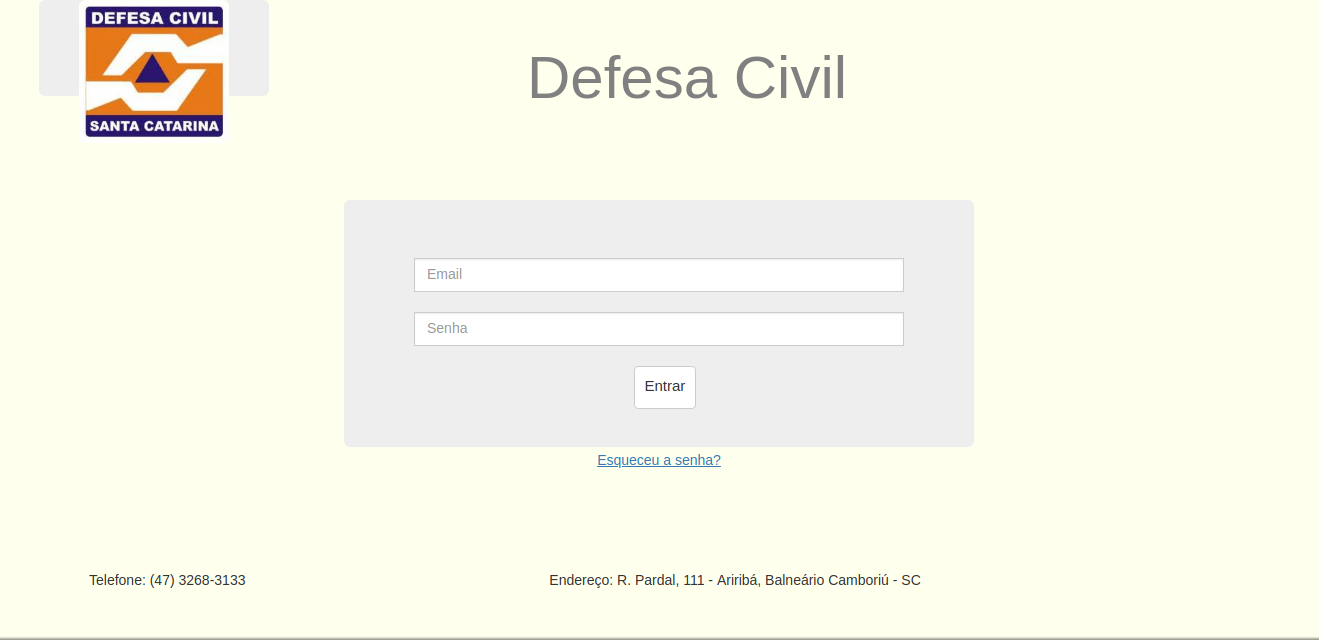 DEFESA CIVIL
SANTA CATARINA
Defesa Civil
Email
Senha
Entrar
Esqueceu a senha?
Telefone: (47) 3268-3133
Endereço: R. Pardal, 111 - Ariribá, Balneário Camboriú - SC